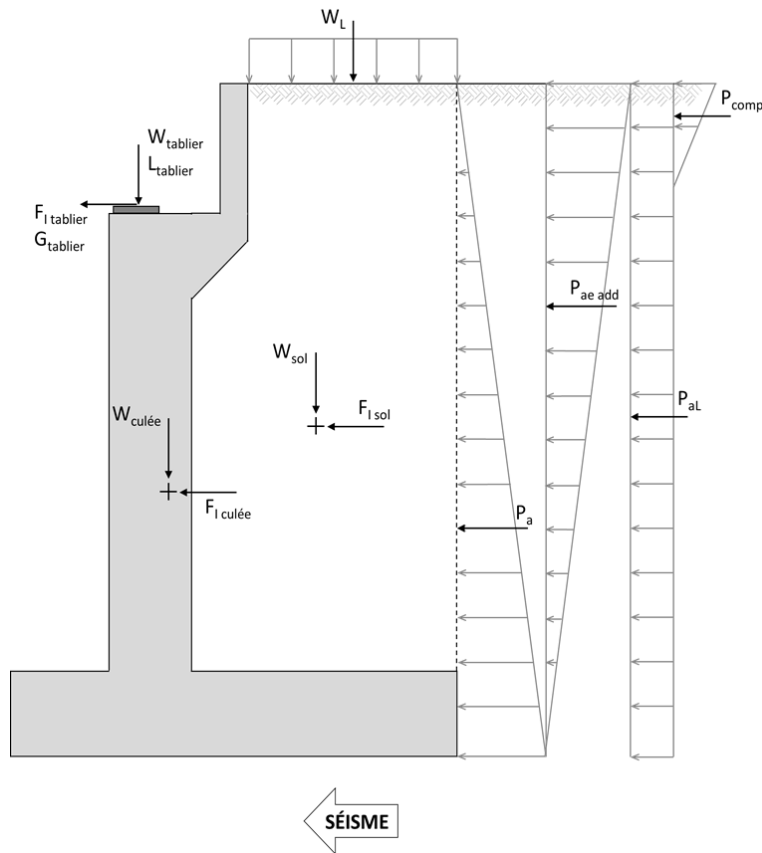 W_L
P_comp
W_tablier
L_tablier
F_I tablier
G_tablier
P_ae add
W_sol
P_aL
F_I sol
W_culée
F_I culée
P_a
SÉISME